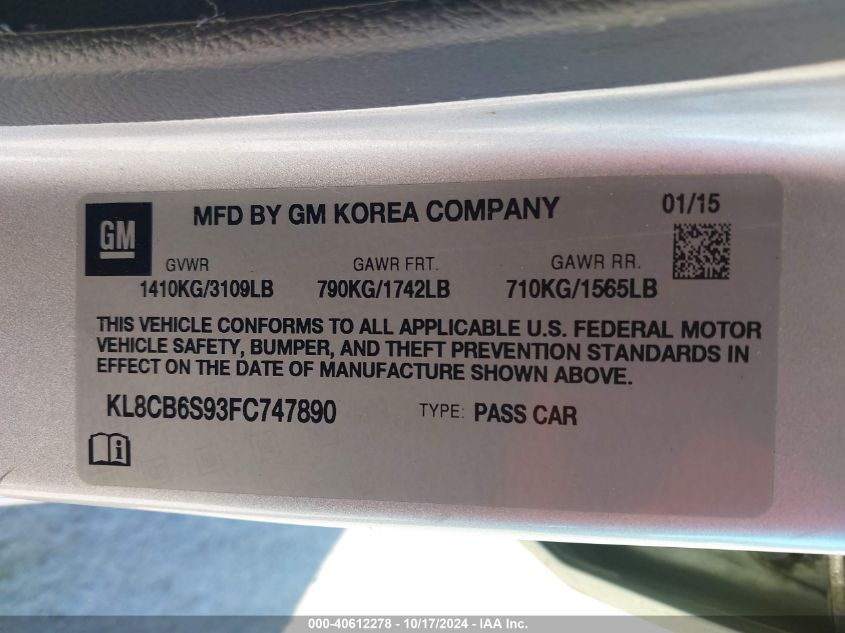 GM
MFD BY GM KOREA COMPANY
01/15
GVWR GAWR FRT. GAWR RR.
1410KG/3109LB 790KG/1742LB 710KG/1565LB
THIS VEHICLE CONFORMS TO ALL APPLICABLE U.S. FEDERAL MOTOR
VEHICLE SAFETY, BUMPER, AND THEFT PREVENTION STANDARDS IN
EFFECT ON THE DATE OF MANUFACTURE SHOWN ABOVE.
KL8CB6S93FC747890 TYPE: PASS CAR
000-40612278 - 10/17/2024 - IAA Inc.